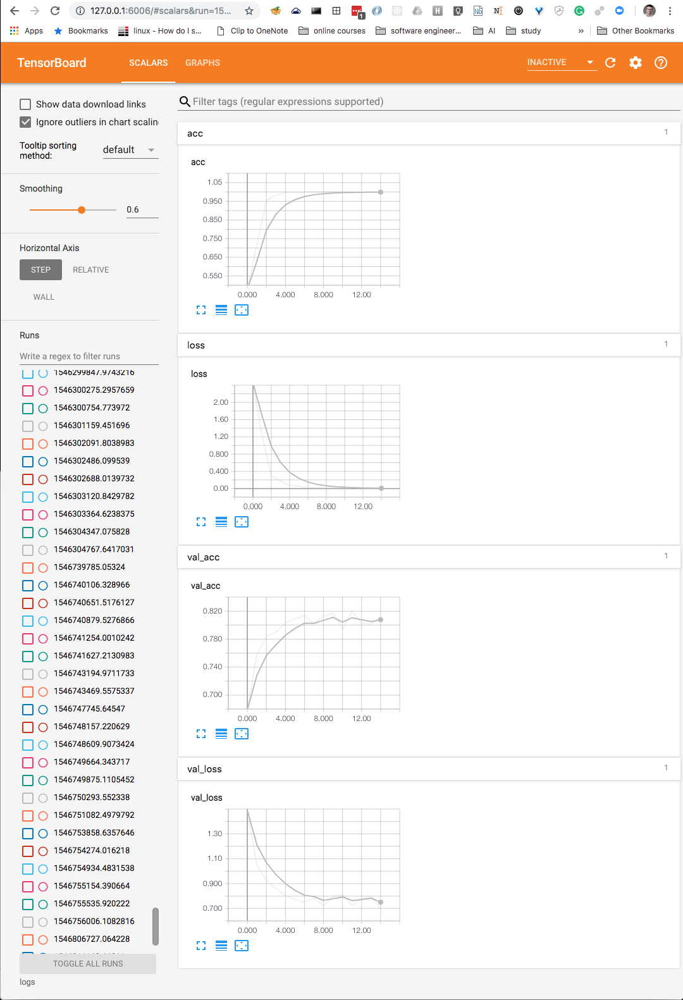 127.0.0.1:6006/#scalars&run=15...
1
Apps
Bookmarks
linux - How do I s...
Clip to OneNote
online courses
software engineer...
AI
study
»
Other Bookmarks
TensorBoard
SCALARS
GRAPHS
INACTIVE
Show data download links
Ignore outliers in chart scalin
Tooltip sorting
method:
default
Smoothing
0.6
Horizontal Axis
STEP
RELATIVE
WALL
Runs
Write a regex to filter runs
1546299847.9743216
1546300275.2957659
1546300754.773972
1546301159.451696
1546302091.8038983
1546302486.099539
1546302688.0139732
1546303120.8429782
1546303364.6238375
1546304347.075828
1546304767.6417031
1546739785.05324
1546740106.328966
1546740651.5176127
1546740879.5276866
1546741254.0010242
1546741627.2130983
1546743194.9711733
1546743469.5575337
1546747745.64547
1546748157.220629
1546748609.9073424
1546749664.343717
1546749875.1105452
1546750293.552338
1546751082.4979792
1546753858.6357646
1546754274.016218
1546754934.4831538
1546755154.390664
1546755535.920222
1546756006.1082816
1546806727.064228
TOGGLE ALL RUNS
logs
Filter tags (regular expressions supported)
acc
1
acc
1.05
0.950
0.850
0.750
0.650
0.550
0.000 4.000 8.000 12.00
loss
1
loss
2.00
1.60
1.20
0.800
0.400
0.00
0.000 4.000 8.000 12.00
val_acc
1
val_acc
0.820
0.780
0.740
0.700
0.000 4.000 8.000 12.00
val_loss
1
val_loss
1.30
1.10
0.900
0.700
0.000 4.000 8.000 12.00